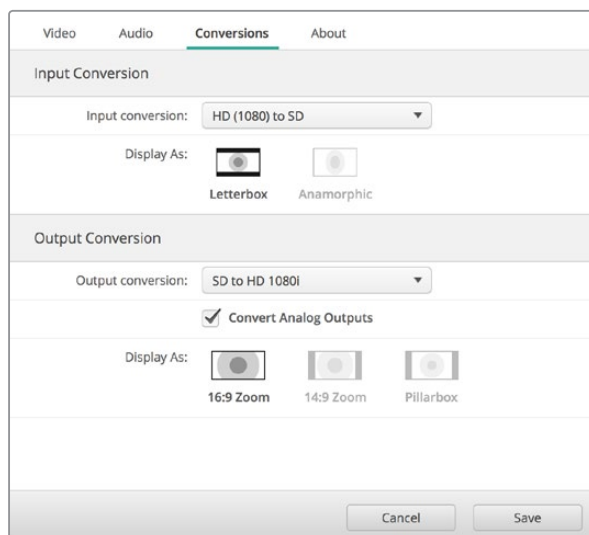 Video Audio Conversions About
Input Conversion
Input conversion: HD (1080) to SD
Display As:
Letterbox Anamorphic
Output Conversion
Output conversion: SD to HD 1080i
Convert Analog Outputs
Display As:
16:9 Zoom 14:9 Zoom Pillarbox
Cancel Save